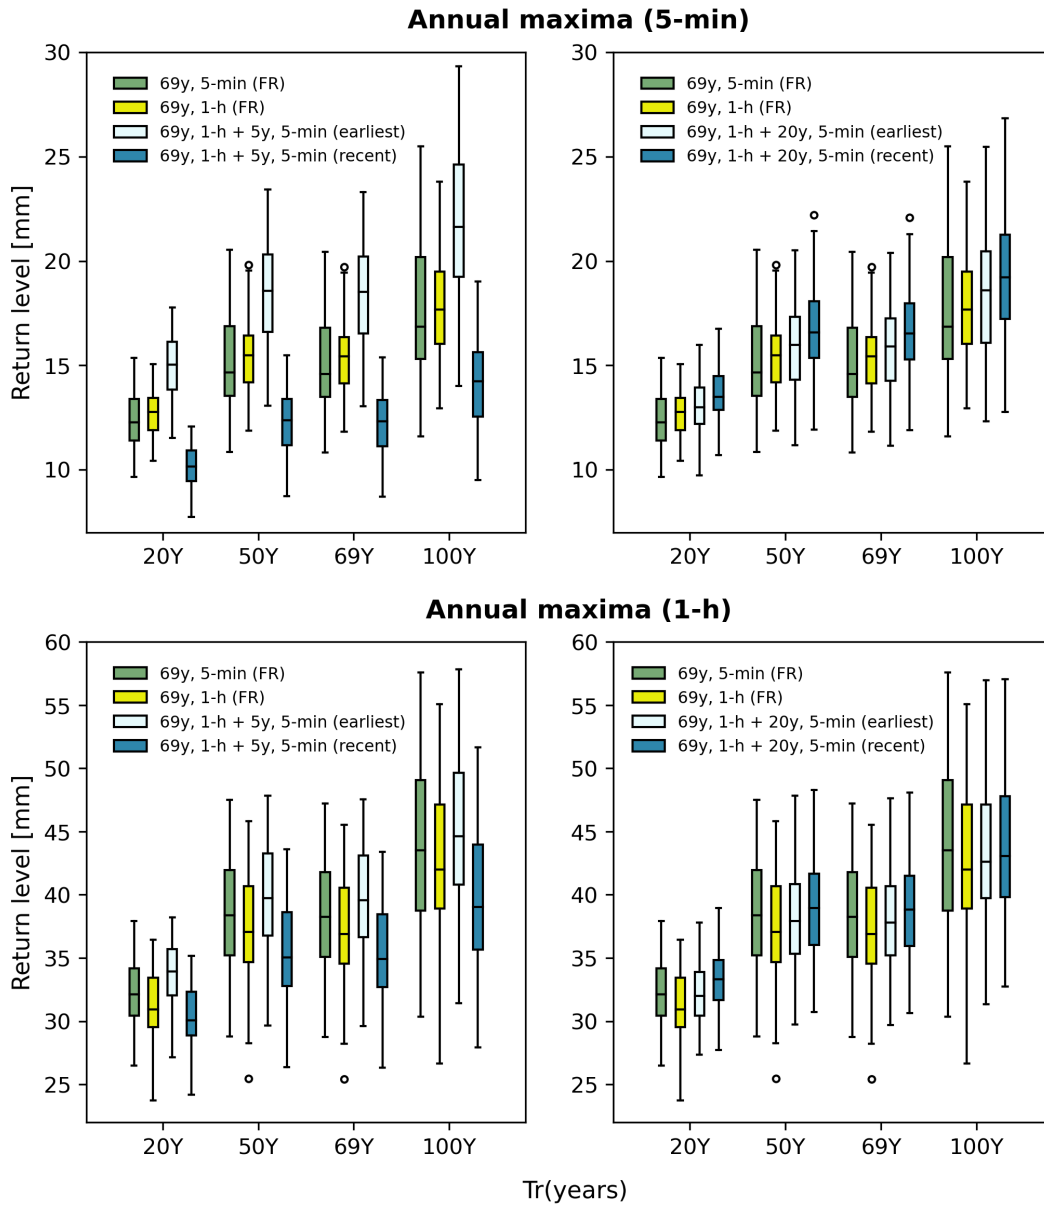 Annual maxima (5-min)
Return level [mm]
30
25
20
15
10
69y, 5-min (FR)
69y, 1-h (FR)
69y, 1-h + 5y, 5-min (earliest)
69y, 1-h + 5y, 5-min (recent)
20Y 50Y 69Y 100Y
30
25
20
15
10
69y, 5-min (FR)
69y, 1-h (FR)
69y, 1-h + 20y, 5-min (earliest)
69y, 1-h + 20y, 5-min (recent)
20Y 50Y 69Y 100Y
Annual maxima (1-h)
Return level [mm]
60
55
50
45
40
35
30
25
69y, 5-min (FR)
69y, 1-h (FR)
69y, 1-h + 5y, 5-min (earliest)
69y, 1-h + 5y, 5-min (recent)
20Y 50Y 69Y 100Y
60
55
50
45
40
35
30
25
69y, 5-min (FR)
69y, 1-h (FR)
69y, 1-h + 20y, 5-min (earliest)
69y, 1-h + 20y, 5-min (recent)
20Y 50Y 69Y 100Y
Tr(years)